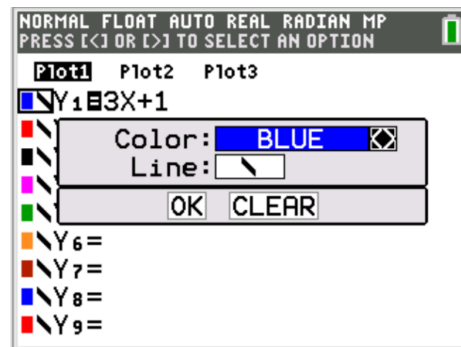 NORMAL FLOAT AUTO REAL RADIAN MP
PRESS [<] OR [>] TO SELECT AN OPTION
Plot1 Plot2 Plot3
Y1=3X+1
Color: BLUE
Line:
OK CLEAR
Y6=
Y7=
Y8=
Y9=